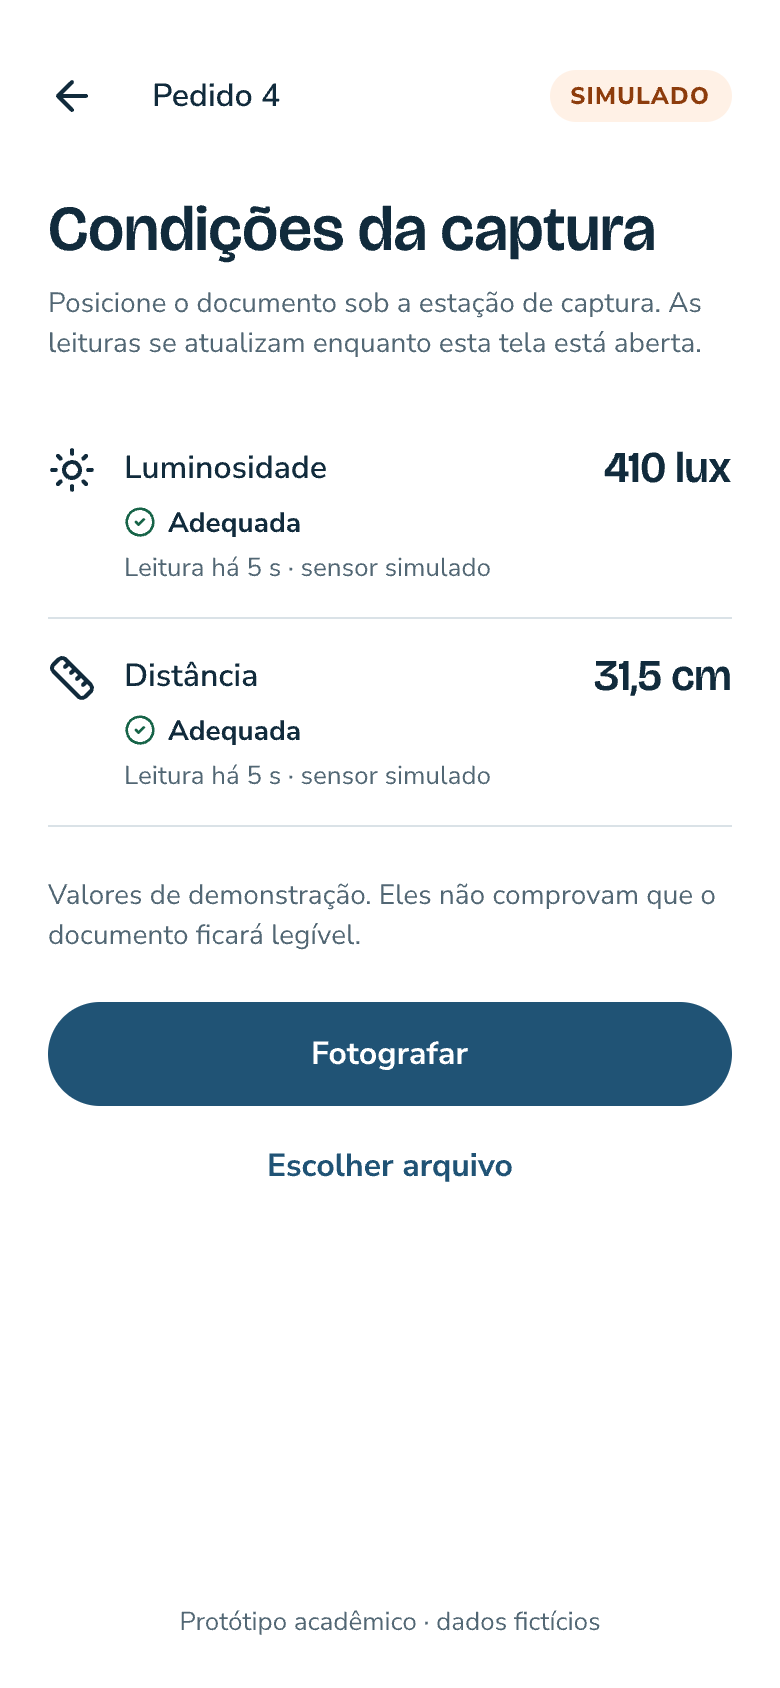 Pedido 4
SIMULADO
Condições da captura
Posicione o documento sob a estação de captura. As
leituras se atualizam enquanto esta tela está aberta.
Luminosidade
410 lux
Adequada
Leitura há 5 s · sensor simulado
Distância
31,5 cm
Adequada
Leitura há 5 s · sensor simulado
Valores de demonstração. Eles não comprovam que o
documento ficará legível.
Fotografar
Escolher arquivo
Protótipo acadêmico · dados fictícios